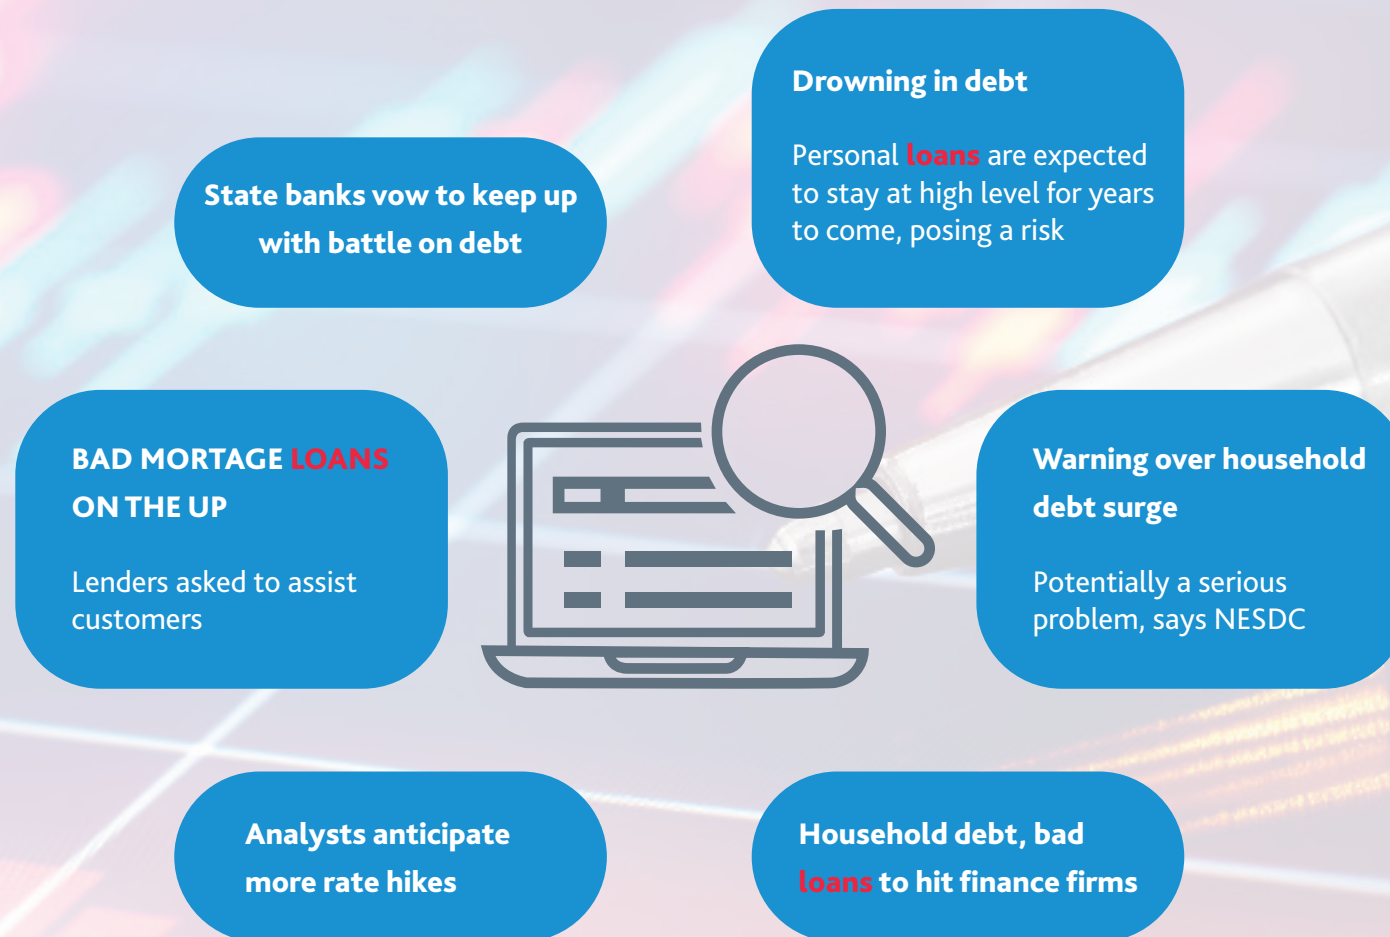 Drowning in debt
Personal loans are expected
to stay at high level for years
to come, posing a risk
State banks vow to keep up
with battle on debt
BAD MORTAGE LOANS
ON THE UP
Lenders asked to assist
customers
Warning over household
debt surge
Potentially a serious
problem, says NESDC
Analysts anticipate
more rate hikes
Household debt, bad
loans to hit finance firms